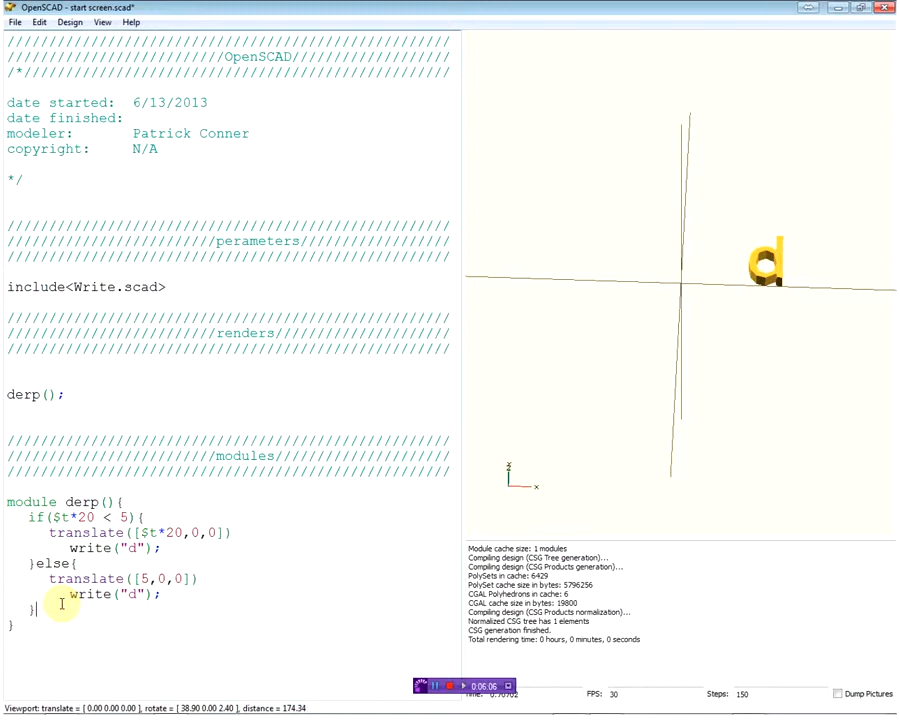 OpenSCAD - start screen.scad*
File Edit Design View Help
/////////////////////////////////////////////////////
//////////////////////////OpenSCAD///////////////////
/*///////////////////////////////////////////////////
date started: 6/13/2013
date finished:
modeler: Patrick Conner
copyright: N/A
*/
/////////////////////////////////////////////////////
/////////////////////////perameters//////////////////
/////////////////////////////////////////////////////
include<Write.scad>
/////////////////////////////////////////////////////
/////////////////////////renders/////////////////////
/////////////////////////////////////////////////////
derp();
/////////////////////////////////////////////////////
/////////////////////////modules/////////////////////
/////////////////////////////////////////////////////
module derp(){
if($t*20 < 5){
translate([$t*20,0,0])
write("d");
}else{
translate([5,0,0])
write("d");
}
}
d
z
x
Module cache size: 1 modules
Compiling design (CSG Tree generation)...
Compiling design (CSG Products generation)...
PolySets in cache: 6429
PolySet cache size in bytes: 5796256
CGAL Polyhedrons in cache: 6
CGAL cache size in bytes: 19800
Compiling design (CSG Products normalization)...
Normalized CSG tree has 1 elements
CSG generation finished.
Total rendering time: 0 hours, 0 minutes, 0 seconds
0:06.06
FPS: 30 Steps: 150 Dump Pictures
Viewport: translate = [ 0.00 0.00 0.00 ], rotate = [ 38.90 0.00 2.40 ], distance = 174.34